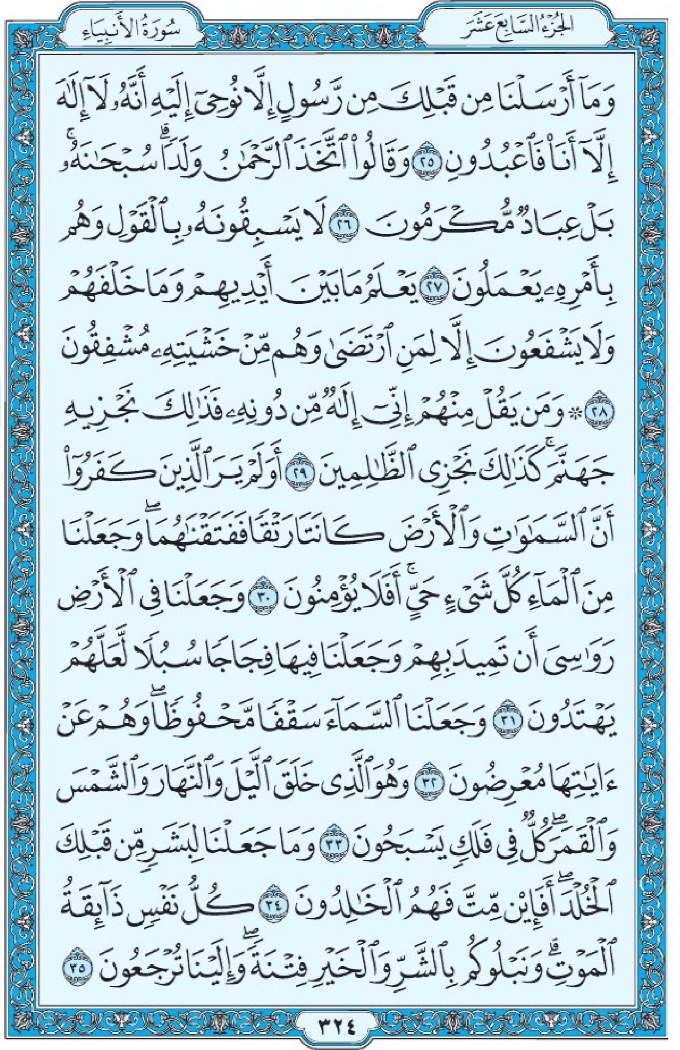 الجُزْءُ السَّابِعَ عَشَرَ
سُورَةُ الأَنْبِيَاءِ
وَمَآ أَرْسَلْنَا مِن قَبْلِكَ مِن رَّسُولٍ إِلَّا نُوحِىٓ إِلَيْهِ أَنَّهُۥ لَآ إِلَٰهَ
إِلَّآ أَنَا۠ فَٱعْبُدُونِ ٢٥ وَقَالُوا۟ ٱتَّخَذَ ٱلرَّحْمَٰنُ وَلَدًۭا ۗ سُبْحَٰنَهُۥ ۚ
بَلْ عِبَادٌۭ مُّكْرَمُونَ ٢٦ لَا يَسْبِقُونَهُۥ بِٱلْقَوْلِ وَهُم
بِأَمْرِهِۦ يَعْمَلُونَ ٢٧ يَعْلَمُ مَا بَيْنَ أَيْدِيهِمْ وَمَا خَلْفَهُمْ
وَلَا يَشْفَعُونَ إِلَّا لِمَنِ ٱرْتَضَىٰ وَهُم مِّنْ خَشْيَتِهِۦ مُشْفِقُونَ
٢٨ ۞ وَمَن يَقُلْ مِنْهُمْ إِنِّىٓ إِلَٰهٌۭ مِّن دُونِهِۦ فَذَٰلِكَ نَجْزِيهِ
جَهَنَّمَ ۚ كَذَٰلِكَ نَجْزِى ٱلظَّٰلِمِينَ ٢٩ أَوَلَمْ يَرَ ٱلَّذِينَ كَفَرُوٓا۟
أَنَّ ٱلسَّمَٰوَٰتِ وَٱلْأَرْضَ كَانَتَا رَتْقًۭا فَفَتَقْنَٰهُمَا ۖ وَجَعَلْنَا
مِنَ ٱلْمَآءِ كُلَّ شَىْءٍ حَىٍّ ۖ أَفَلَا يُؤْمِنُونَ ٣٠ وَجَعَلْنَا فِى ٱلْأَرْضِ
رَوَٰسِىَ أَن تَمِيدَ بِهِمْ وَجَعَلْنَا فِيهَا فِجَاجًۭا سُبُلًۭا لَّعَلَّهُمْ
يَهْتَدُونَ ٣١ وَجَعَلْنَا ٱلسَّمَآءَ سَقْفًۭا مَّحْفُوظًۭا ۖ وَهُمْ عَنْ
ءَايَٰتِهَا مُعْرِضُونَ ٣٢ وَهُوَ ٱلَّذِى خَلَقَ ٱلَّيْلَ وَٱلنَّهَارَ وَٱلشَّمْسَ
وَٱلْقَمَرَ ۖ كُلٌّۭ فِى فَلَكٍۢ يَسْبَحُونَ ٣٣ وَمَا جَعَلْنَا لِبَشَرٍۢ مِّن قَبْلِكَ
ٱلْخُلْدَ ۖ أَفَإِي۟ن مِّتَّ فَهُمُ ٱلْخَٰلِدُونَ ٣٤ كُلُّ نَفْسٍۢ ذَآئِقَةُ
ٱلْمَوْتِ ۗ وَنَبْلُوكُم بِٱلشَّرِّ وَٱلْخَيْرِ فِتْنَةًۭ ۖ وَإِلَيْنَا تُرْجَعُونَ ٣٥
٣٢٤